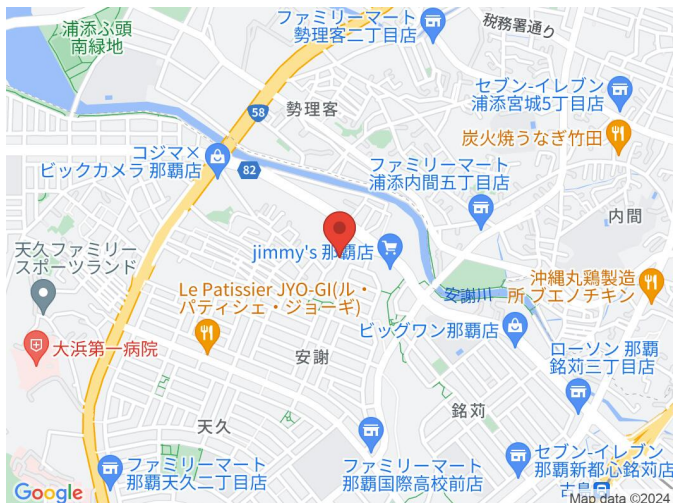 ファミリーマート
勢理客二丁目店
税務署通り
浦添ふ頭
南緑地
セブン-イレブン
浦添宮城5丁目店
勢理客
58
炭火焼うなぎ竹田
コジマ×
ビックカメラ 那覇店
82
ファミリーマート
浦添内間五丁目店
内間
天久ファミリー
スポーツランド
jimmy's 那覇店
沖縄丸鶏製造
所 ブエノチキン
安謝川
Le Patissier JYO-GI(ル・
パティシェ・ジョーギ)
ビッグワン那覇店
大浜第一病院
安謝
ローソン 那覇
銘苅三丁目店
銘苅
天久
ファミリーマート
那覇天久二丁目店
ファミリーマート
那覇国際高校前店
セブン-イレブン
那覇新都心銘苅店
古島
Google
Map data ©2024